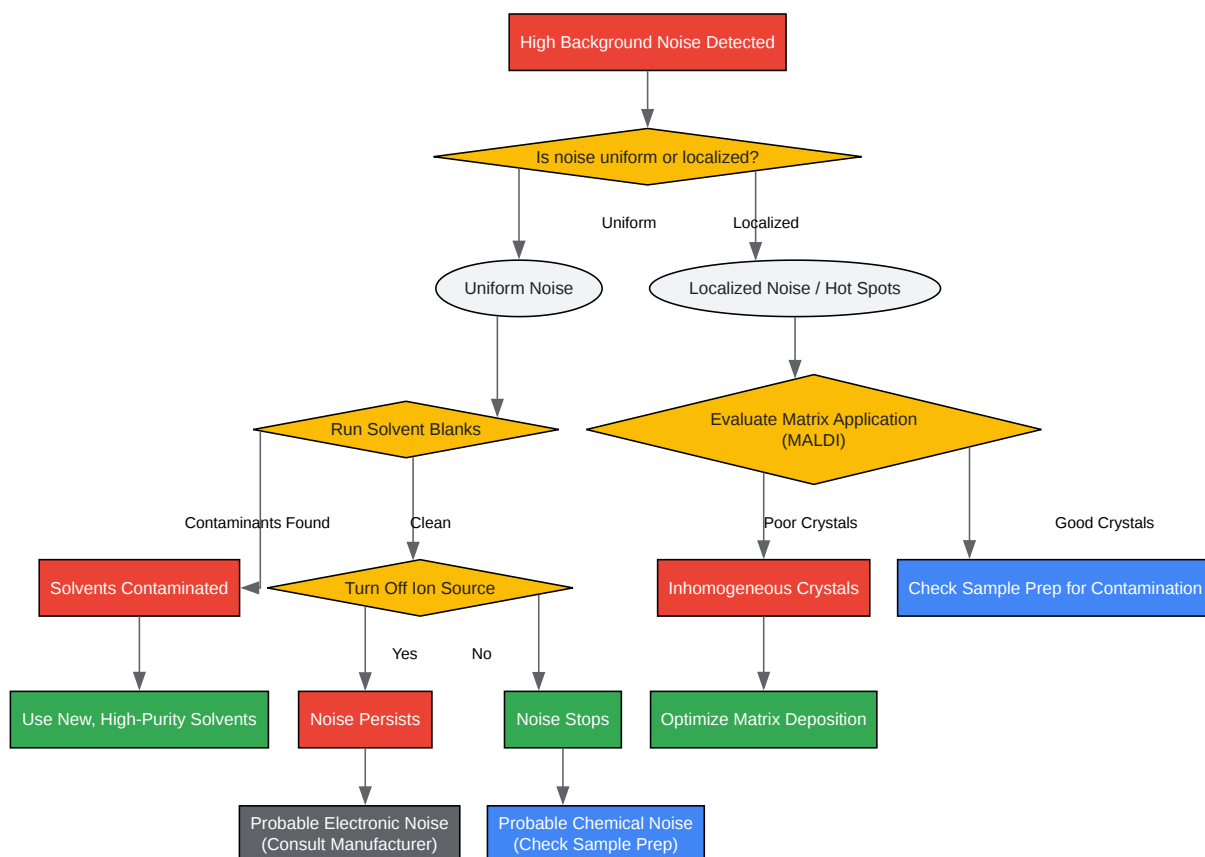 High Background Noise Detected
Is noise uniform or localized?
Uniform
Localized
Uniform Noise
Localized Noise / Hot Spots
Run Solvent Blanks
Evaluate Matrix Application
(MALDI)
Contaminants Found
Clean
Poor Crystals
Good Crystals
Solvents Contaminated
Turn Off Ion Source
Inhomogeneous Crystals
Check Sample Prep for Contamination
Yes
No
Use New, High-Purity Solvents
Noise Persists
Noise Stops
Optimize Matrix Deposition
Probable Electronic Noise
(Consult Manufacturer)
Probable Chemical Noise
(Check Sample Prep)